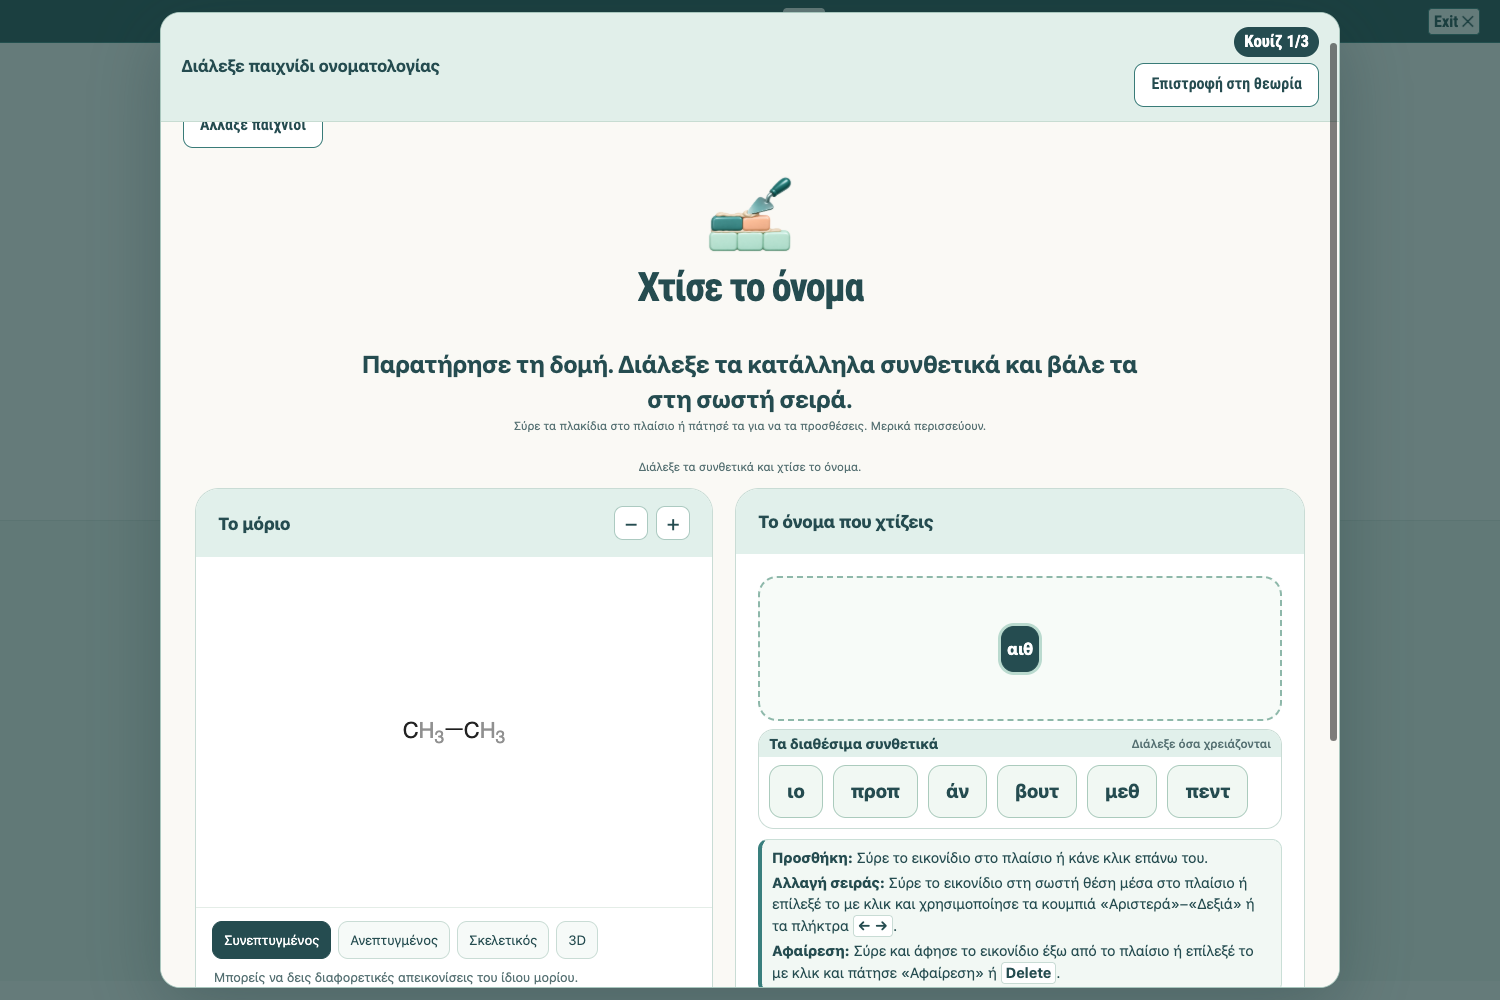 Exit
Διάλεξε παιχνίδι ονοματολογίας
Κουίζ 1/3
Επιστροφή στη θεωρία
Άλλαξε παιχνίδι
Χτίσε το όνομα
Παρατήρησε τη δομή. Διάλεξε τα κατάλληλα συνθετικά και βάλε τα
στη σωστή σειρά.
Σύρε τα πλακίδια στο πλαίσιο ή πάτησέ τα για να τα προσθέσεις. Μερικά περισσεύουν.
Διάλεξε τα συνθετικά και χτίσε το όνομα.
Το μόριο
− +
CH3—CH3
Συνεπτυγμένος Ανεπτυγμένος Σκελετικός 3D
Μπορείς να δεις διαφορετικές απεικονίσεις του ίδιου μορίου.
Το όνομα που χτίζεις
αιθ
Τα διαθέσιμα συνθετικά Διάλεξε όσα χρειάζονται
ιο προπ άν βουτ μεθ πεντ
Προσθήκη: Σύρε το εικονίδιο στο πλαίσιο ή κάνε κλικ επάνω του.
Αλλαγή σειράς: Σύρε το εικονίδιο στη σωστή θέση μέσα στο πλαίσιο ή
επίλεξέ το με κλικ και χρησιμοποίησε τα κουμπιά «Αριστερά»–«Δεξιά» ή
τα πλήκτρα ← →.
Αφαίρεση: Σύρε και άφησε το εικονίδιο έξω από το πλαίσιο ή επίλεξέ το
με κλικ και πάτησε «Αφαίρεση» ή Delete.